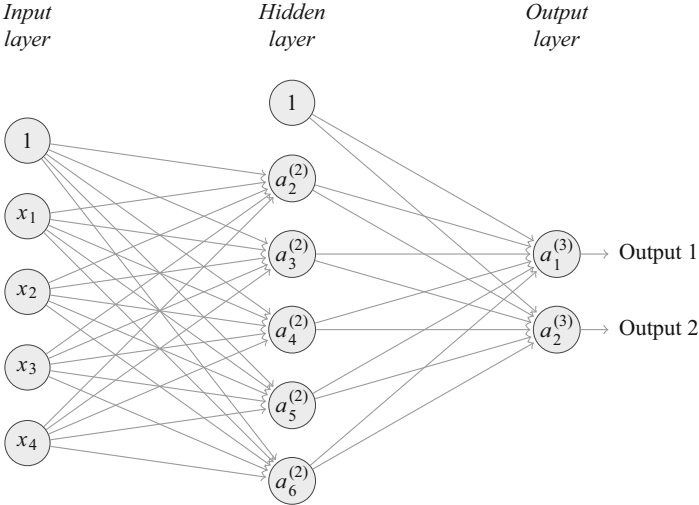 Input
layer
Hidden
layer
Output
layer
1
x₁
x₂
x₃
x₄
1
a₂⁽²⁾
a₃⁽²⁾
a₄⁽²⁾
a₅⁽²⁾
a₆⁽²⁾
a₁⁽³⁾
a₂⁽³⁾
Output 1
Output 2